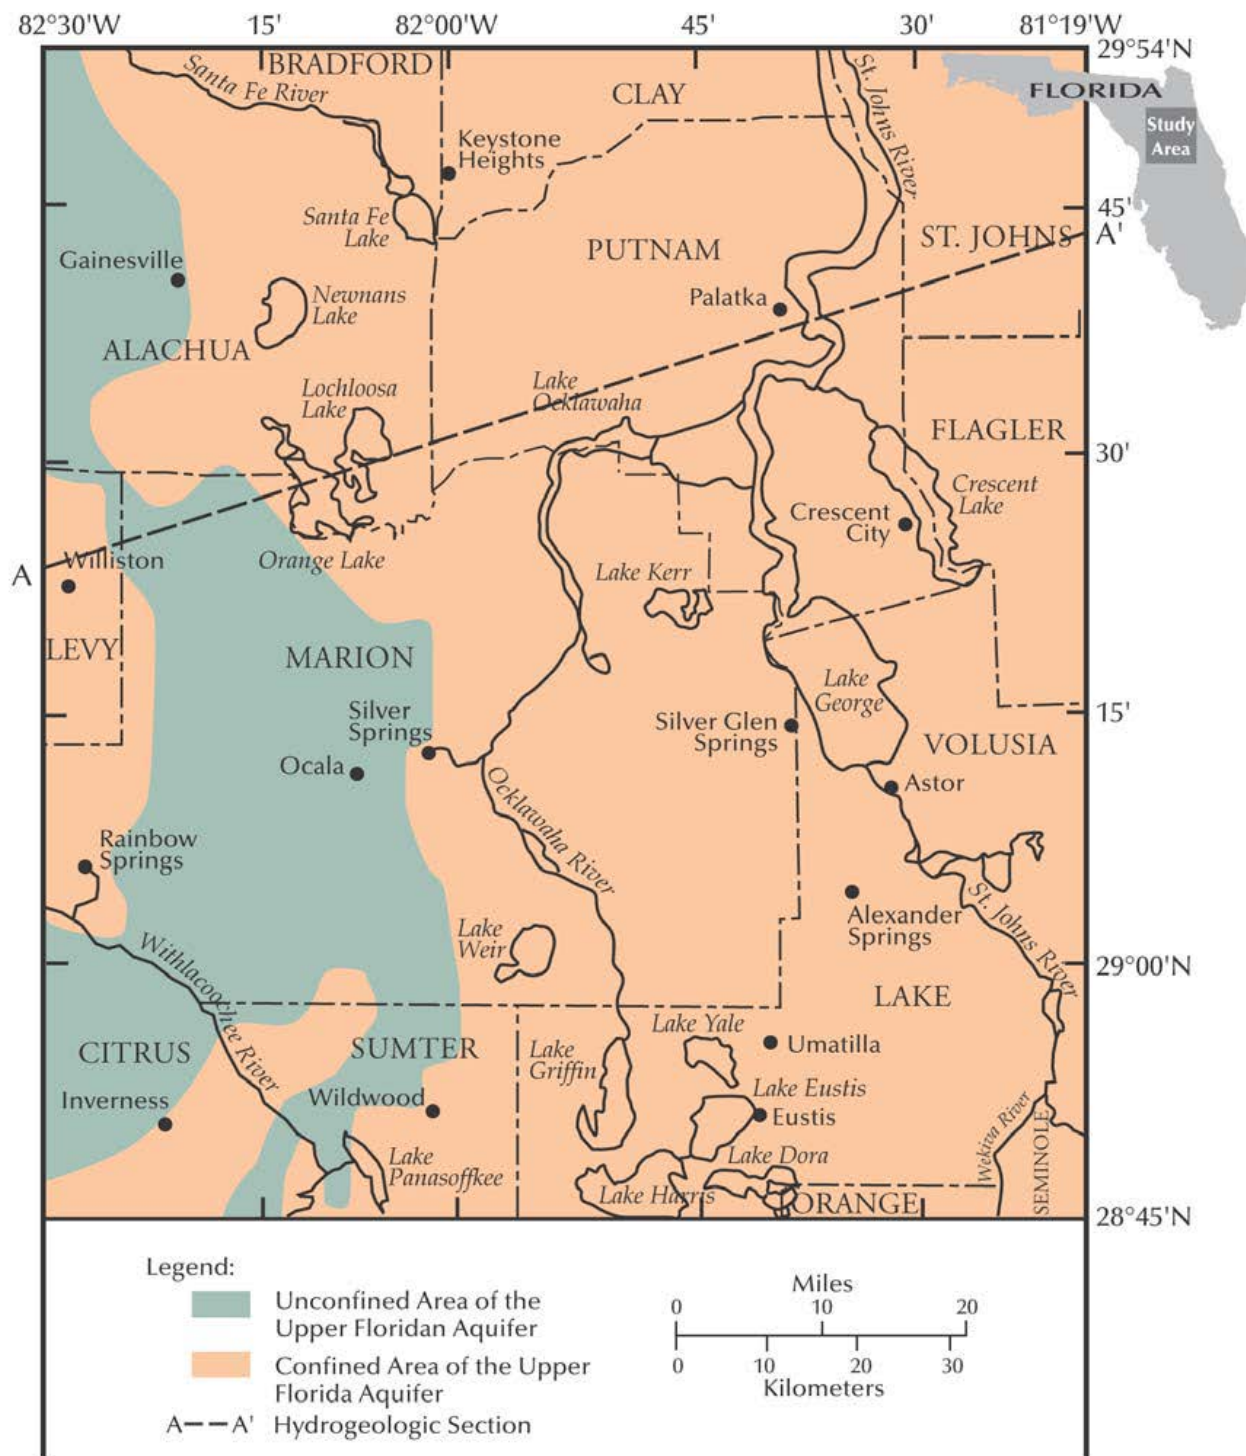 82°30'W 15' 82°00'W 45' 30' 81°19'W
29°54'N
BRADFORD
Santa Fe River
CLAY
St. Johns River
FLORIDA
Study
Area
Keystone
Heights
Santa Fe
Lake
45'
PUTNAM
ST. JOHNS
A'
Gainesville
Newnans
Lake
Palatka
ALACHUA
Lochloosa
Lake
Lake
Ocklawaha
FLAGLER
30'
Crescent
Lake
Crescent
City
Orange Lake
A
Williston
Lake Kerr
LEVY
MARION
Lake
George
Silver
Springs
Silver Glen
Springs
15'
VOLUSIA
Ocala
Astor
Ocklawaha River
Rainbow
Springs
St. Johns River
Alexander
Springs
Lake
Weir
Withlacoochee River
29°00'N
LAKE
CITRUS
SUMTER
Lake
Griffin
Lake Yale
Umatilla
Inverness
Wildwood
Lake Eustis
Eustis
Wekiva River
SEMINOLE
Lake
Panasoffkee
Lake Dora
Lake Harris
ORANGE
28°45'N
Legend:
Unconfined Area of the
Upper Floridan Aquifer
Confined Area of the Upper
Florida Aquifer
A A' Hydrogeologic Section
Miles
0 10 20
0 10 20 30
Kilometers